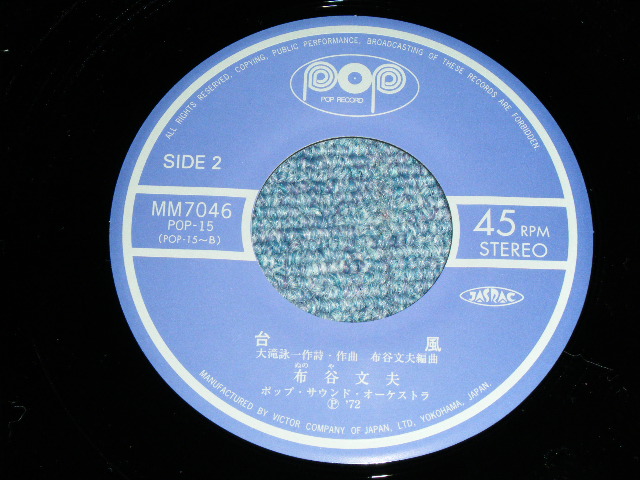 ALL RIGHTS RESERVED. COPYING, PUBLIC PERFORMANCE, BROADCASTING OF THESE RECORDS ARE FORBIDDEN.
pop
POP RECORD
SIDE 2
MM7046
POP-15
(POP-15～B)
45 RPM
STEREO
JASRAC
台風
大滝詠一作詩・作曲 布谷文夫編曲
ぬの や
布谷文夫
ポップ・サウンド・オーケストラ
Ⓟ '72
MANUFACTURED BY VICTOR COMPANY OF JAPAN, LTD. YOKOHAMA, JAPAN.